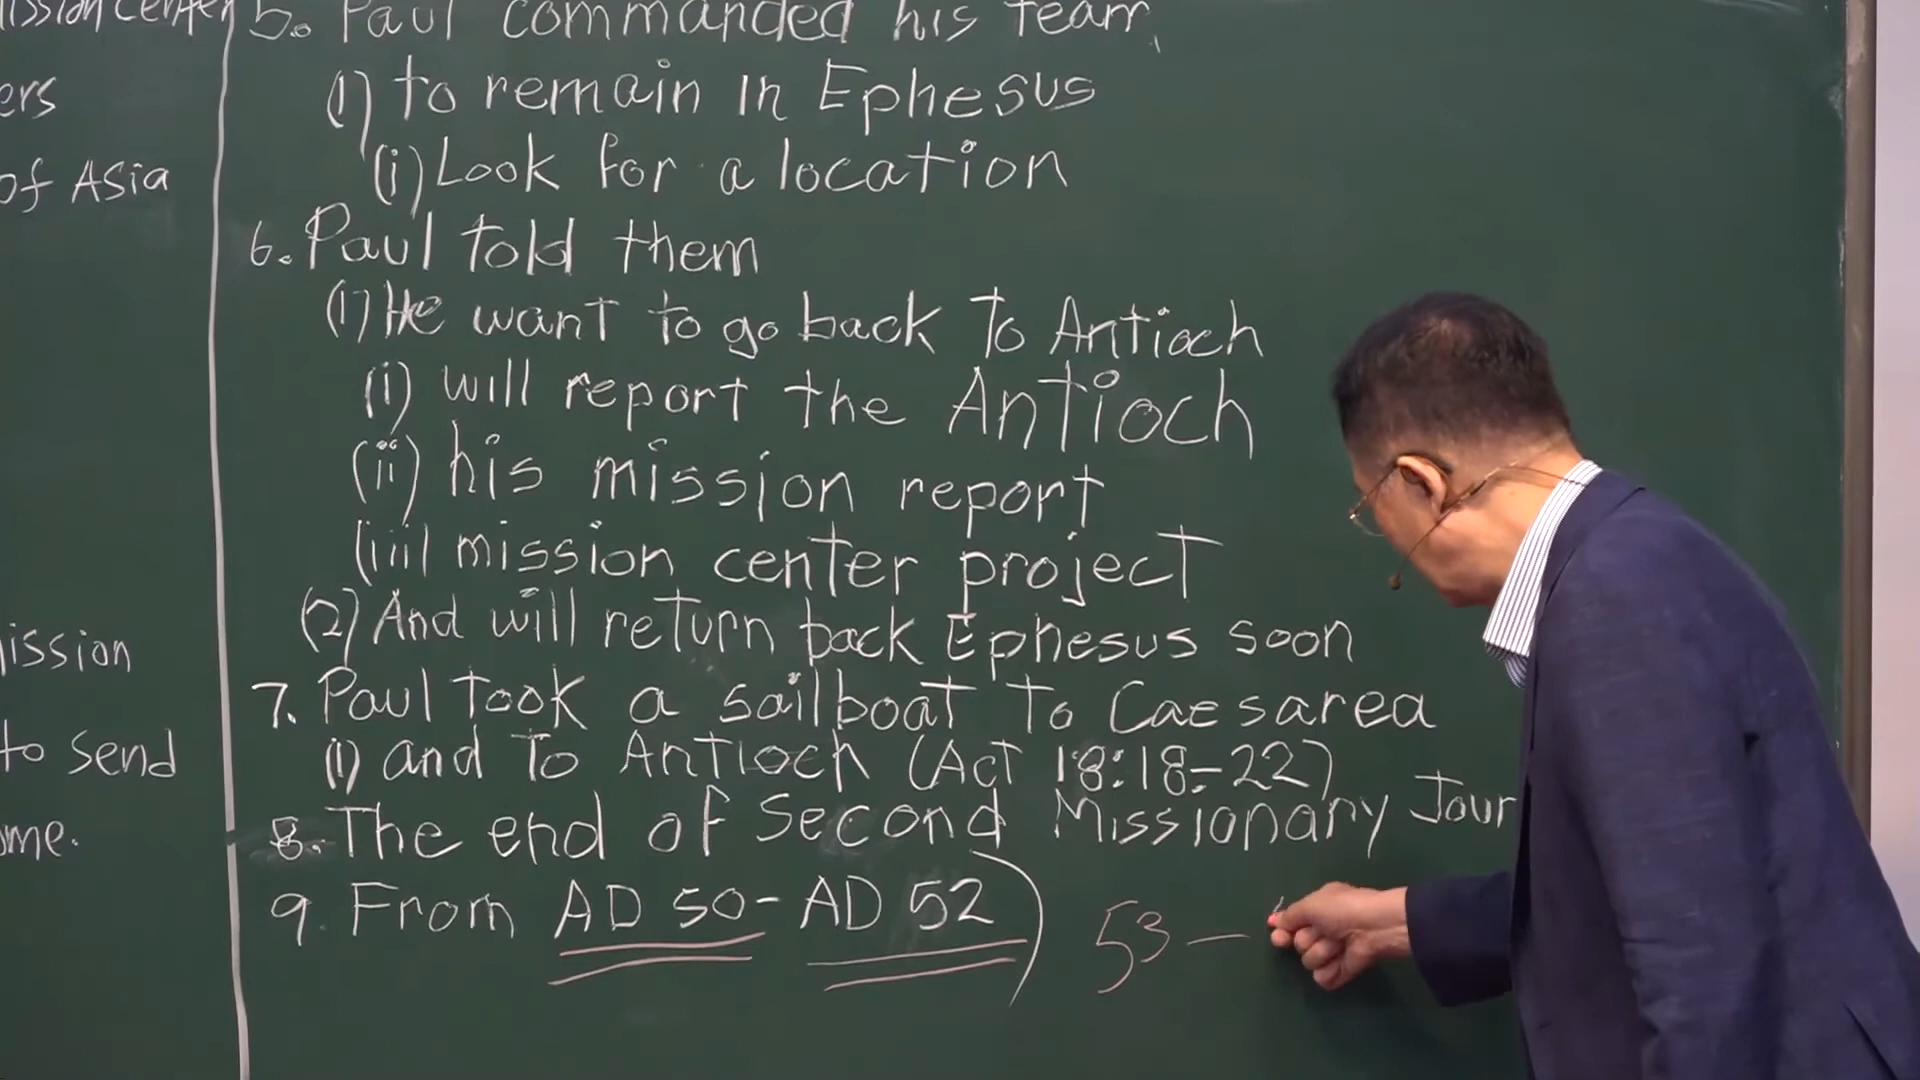 ission center
ers
of Asia
ission
to send
ome.
5. Paul commanded his team
(1) to remain in Ephesus
(i) Look for a location
6. Paul told them
(1) He want to go back to Antioch
(i) will report the Antioch
(ii) his mission report
(iii) mission center project
(2) And will return back Ephesus soon
7. Paul took a sailboat to Caesarea
(1) and to Antioch (Act 18:18-22)
8. The end of Second Missionary Jour
9. From AD 50- AD 52) 53 —